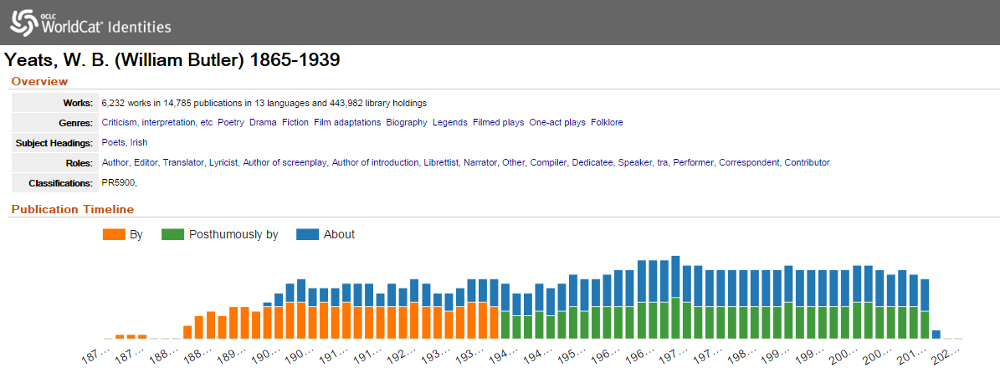 OCLC
WorldCat® Identities
Yeats, W. B. (William Butler) 1865-1939
Overview
Works: 6,232 works in 14,785 publications in 13 languages and 443,982 library holdings
Genres: Criticism, interpretation, etc Poetry Drama Fiction Film adaptations Biography Legends Filmed plays One-act plays Folklore
Subject Headings: Poets, Irish
Roles: Author, Editor, Translator, Lyricist, Author of screenplay, Author of introduction, Librettist, Narrator, Other, Compiler, Dedicatee, Speaker, tra, Performer, Correspondent, Contributor
Classifications: PR5900,
Publication Timeline
By Posthumously by About
187… 187… 188… 188… 189… 190… 190… 191… 191… 192… 193… 193… 194… 194… 195… 196… 196… 197… 197… 198… 199… 199… 200… 200… 201… 202…